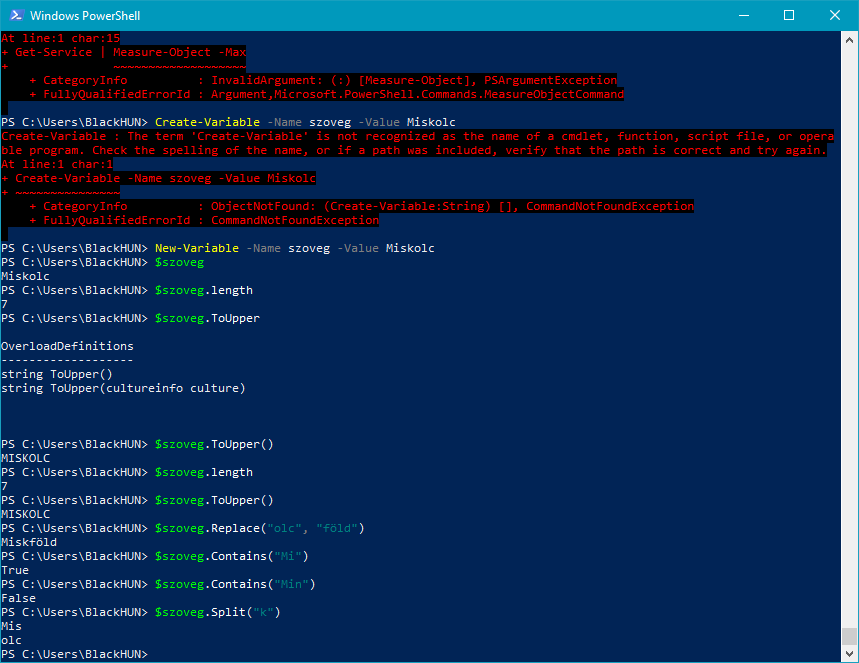 Windows PowerShell
At line:1 char:15
+ Get-Service | Measure-Object -Max
+               ~~~~~~~~~~~~~~~~~~~
    + CategoryInfo          : InvalidArgument: (:) [Measure-Object], PSArgumentException
    + FullyQualifiedErrorId : Argument,Microsoft.PowerShell.Commands.MeasureObjectCommand
PS C:\Users\BlackHUN> Create-Variable -Name szoveg -Value Miskolc
Create-Variable : The term 'Create-Variable' is not recognized as the name of a cmdlet, function, script file, or opera
ble program. Check the spelling of the name, or if a path was included, verify that the path is correct and try again.
At line:1 char:1
+ Create-Variable -Name szoveg -Value Miskolc
+ ~~~~~~~~~~~~~~~
    + CategoryInfo          : ObjectNotFound: (Create-Variable:String) [], CommandNotFoundException
    + FullyQualifiedErrorId : CommandNotFoundException
PS C:\Users\BlackHUN> New-Variable -Name szoveg -Value Miskolc
PS C:\Users\BlackHUN> $szoveg
Miskolc
PS C:\Users\BlackHUN> $szoveg.length
7
PS C:\Users\BlackHUN> $szoveg.ToUpper
OverloadDefinitions
-------------------
string ToUpper()
string ToUpper(cultureinfo culture)
PS C:\Users\BlackHUN> $szoveg.ToUpper()
MISKOLC
PS C:\Users\BlackHUN> $szoveg.length
7
PS C:\Users\BlackHUN> $szoveg.ToUpper()
MISKOLC
PS C:\Users\BlackHUN> $szoveg.Replace("olc", "föld")
Miskföld
PS C:\Users\BlackHUN> $szoveg.Contains("Mi")
True
PS C:\Users\BlackHUN> $szoveg.Contains("Min")
False
PS C:\Users\BlackHUN> $szoveg.Split("k")
Mis
olc
PS C:\Users\BlackHUN>